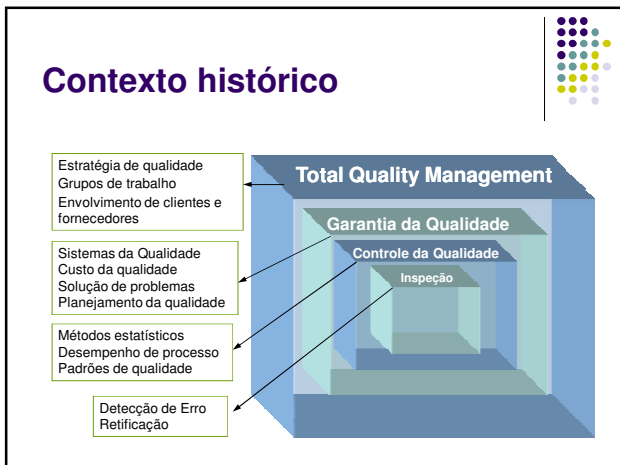 Contexto histórico
Estratégia de qualidade
Grupos de trabalho
Envolvimento de clientes e
fornecedores
Total Quality Management
Garantia da Qualidade
Sistemas da Qualidade
Custo da qualidade
Solução de problemas
Planejamento da qualidade
Controle da Qualidade
Inspeção
Métodos estatísticos
Desempenho de processo
Padrões de qualidade
Detecção de Erro
Retificação